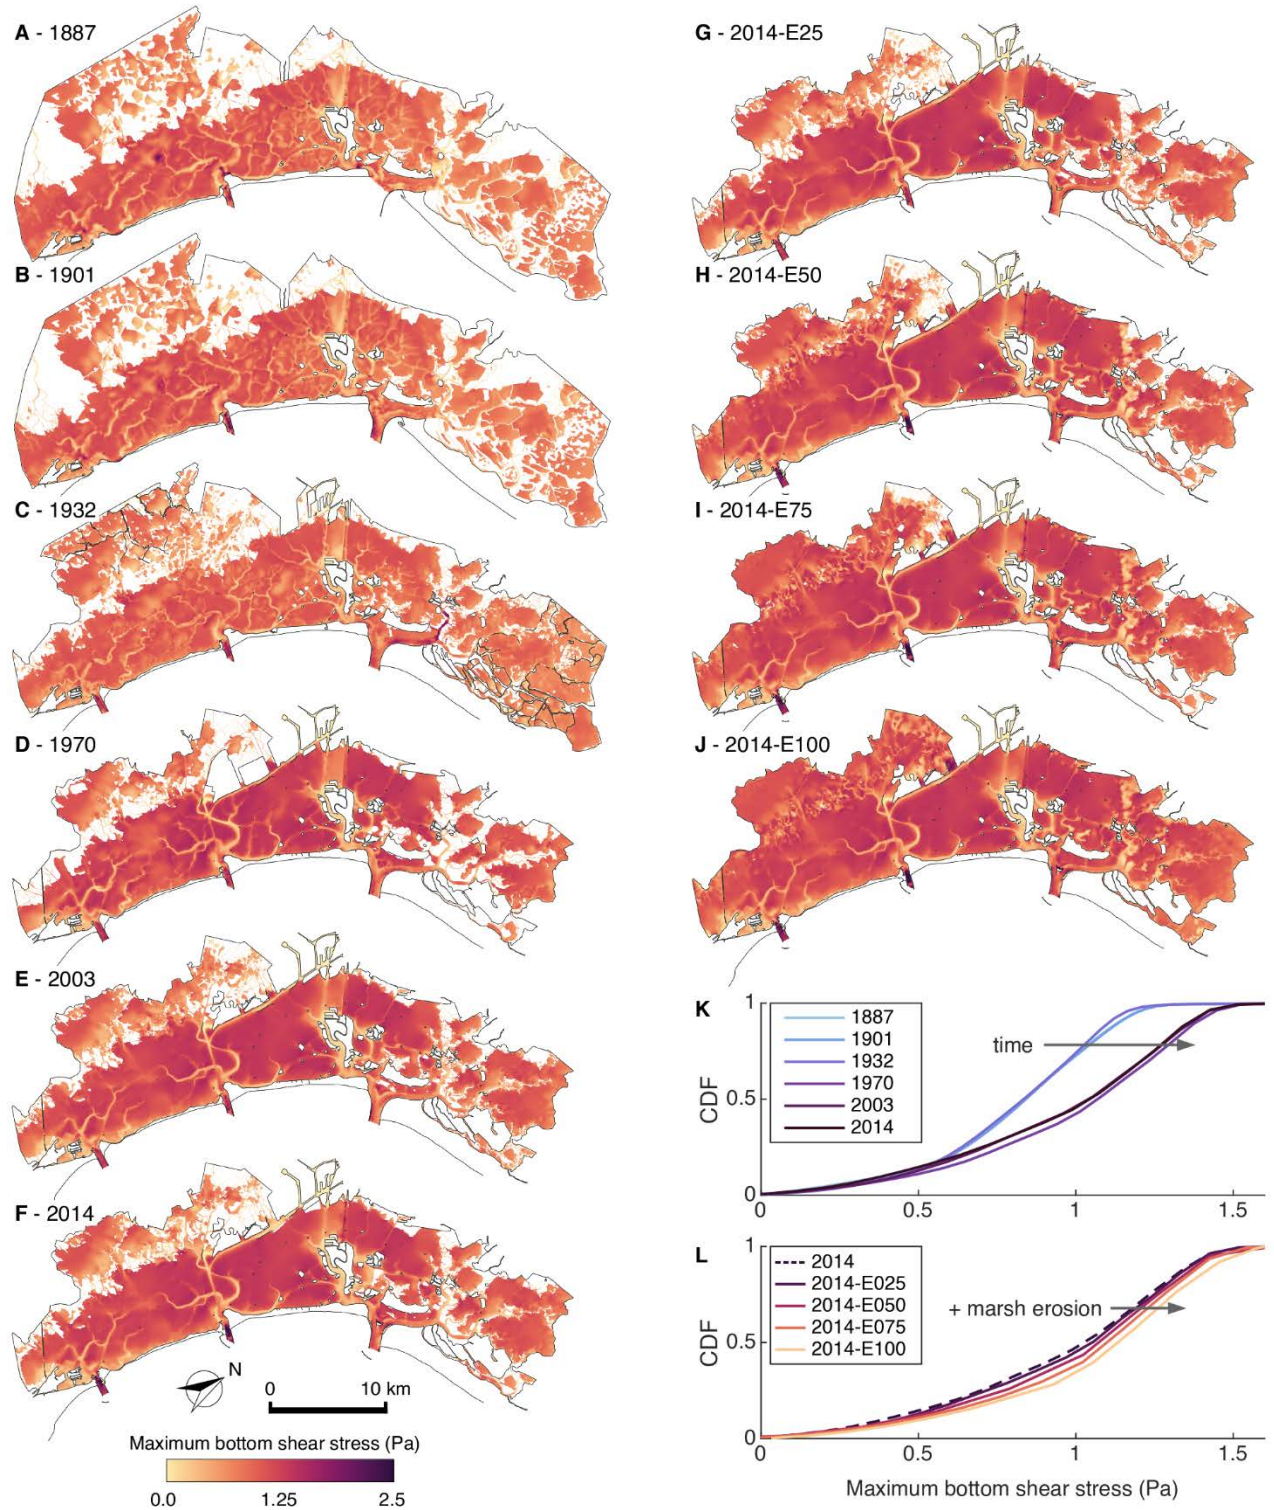 A - 1887
B - 1901
C - 1932
D - 1970
E - 2003
F - 2014
N
0 10 km
Maximum bottom shear stress (Pa)
0.0 1.25 2.5
G - 2014-E25
H - 2014-E50
I - 2014-E75
J - 2014-E100
K
1887
1901
1932
1970
2003
2014
time
CDF
1
0.5
0
0 0.5 1 1.5
L
2014
2014-E025
2014-E050
2014-E075
2014-E100
+ marsh erosion
CDF
1
0.5
0
0 0.5 1 1.5
Maximum bottom shear stress (Pa)